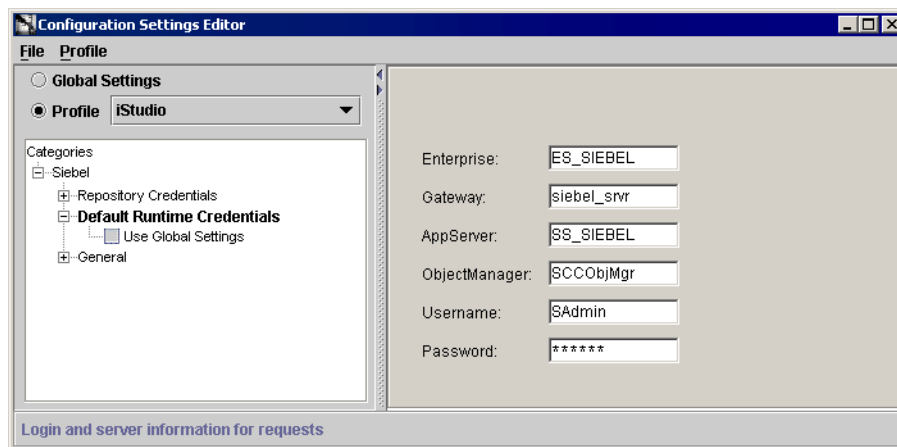 Configuration Settings Editor
File Profile
Global Settings
Profile iStudio
Categories
Siebel
Repository Credentials
Default Runtime Credentials
Use Global Settings
General
Enterprise: ES_SIEBEL
Gateway: siebel_srvr
AppServer: SS_SIEBEL
ObjectManager: SCCObjMgr
Username: SAdmin
Password: ******
Login and server information for requests